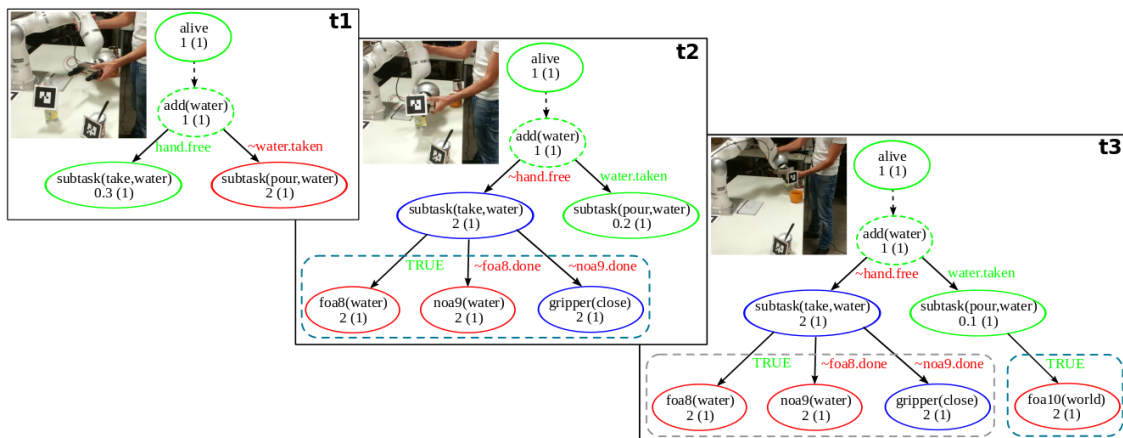 t1
alive
1 (1)
add(water)
1 (1)
hand.free
~water.taken
subtask(take,water)
0.3 (1)
subtask(pour,water)
2 (1)
t2
alive
1 (1)
add(water)
1 (1)
~hand.free
water.taken
subtask(take,water)
2 (1)
subtask(pour,water)
0.2 (1)
TRUE
~foa8.done
~noa9.done
foa8(water)
2 (1)
noa9(water)
2 (1)
gripper(close)
2 (1)
t3
alive
1 (1)
add(water)
1 (1)
~hand.free
water.taken
subtask(take,water)
2 (1)
subtask(pour,water)
0.1 (1)
TRUE
~foa8.done
~noa9.done
TRUE
foa8(water)
2 (1)
noa9(water)
2 (1)
gripper(close)
2 (1)
foa10(world)
2 (1)